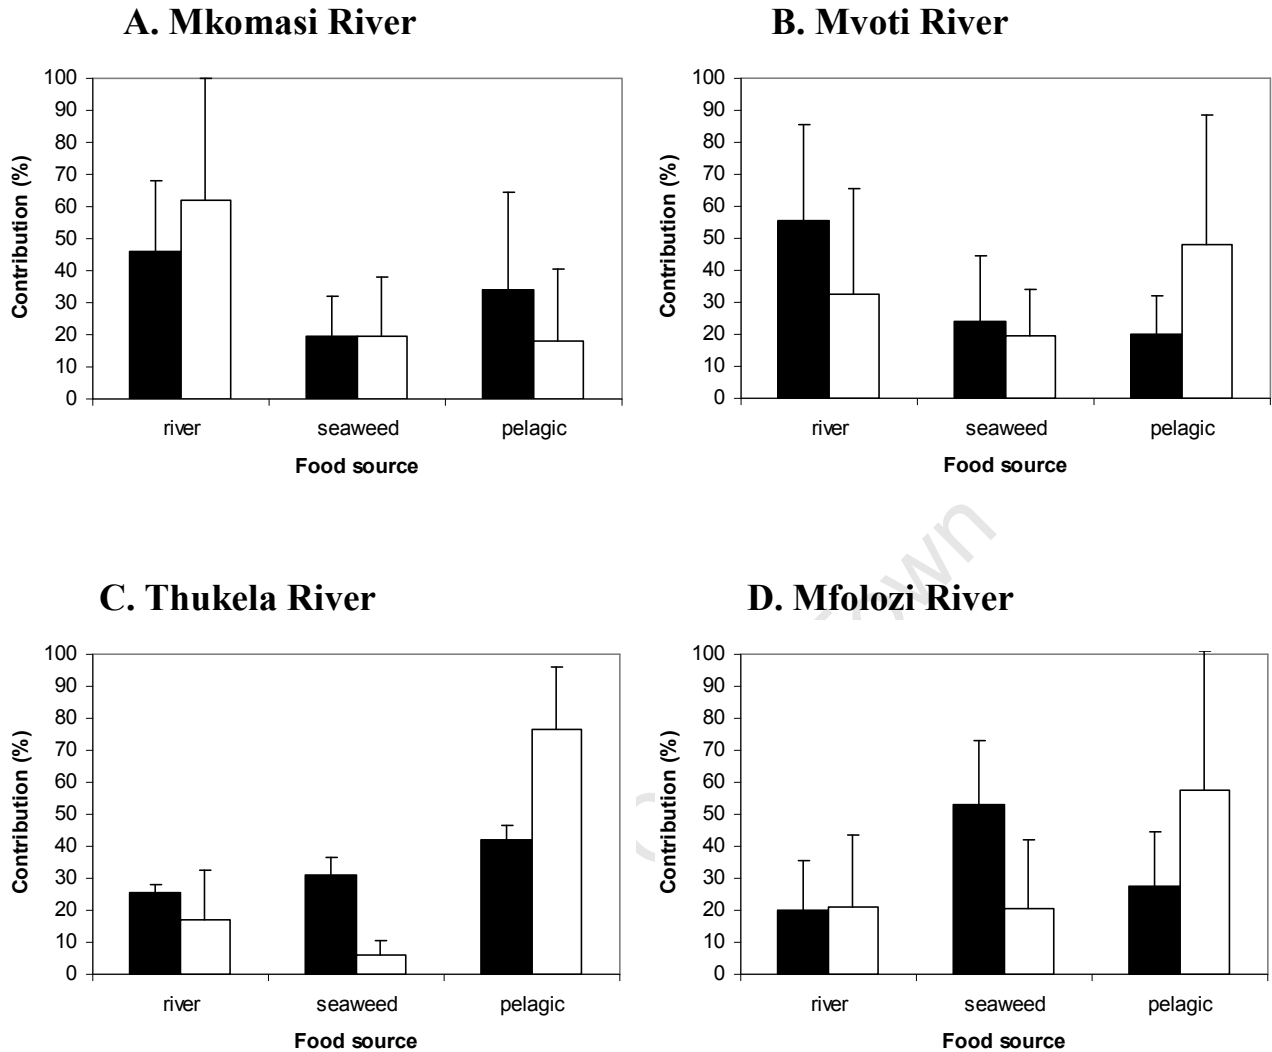 A. Mkomasi River
100
90
80
70
60
50
40
30
20
10
0
Contribution (%)
river seaweed pelagic
Food source
B. Mvoti River
100
90
80
70
60
50
40
30
20
10
0
Contribution (%)
river seaweed pelagic
Food source
C. Thukela River
100
90
80
70
60
50
40
30
20
10
0
Contribution (%)
river seaweed pelagic
Food source
D. Mfolozi River
100
90
80
70
60
50
40
30
20
10
0
Contribution (%)
river seaweed pelagic
Food source